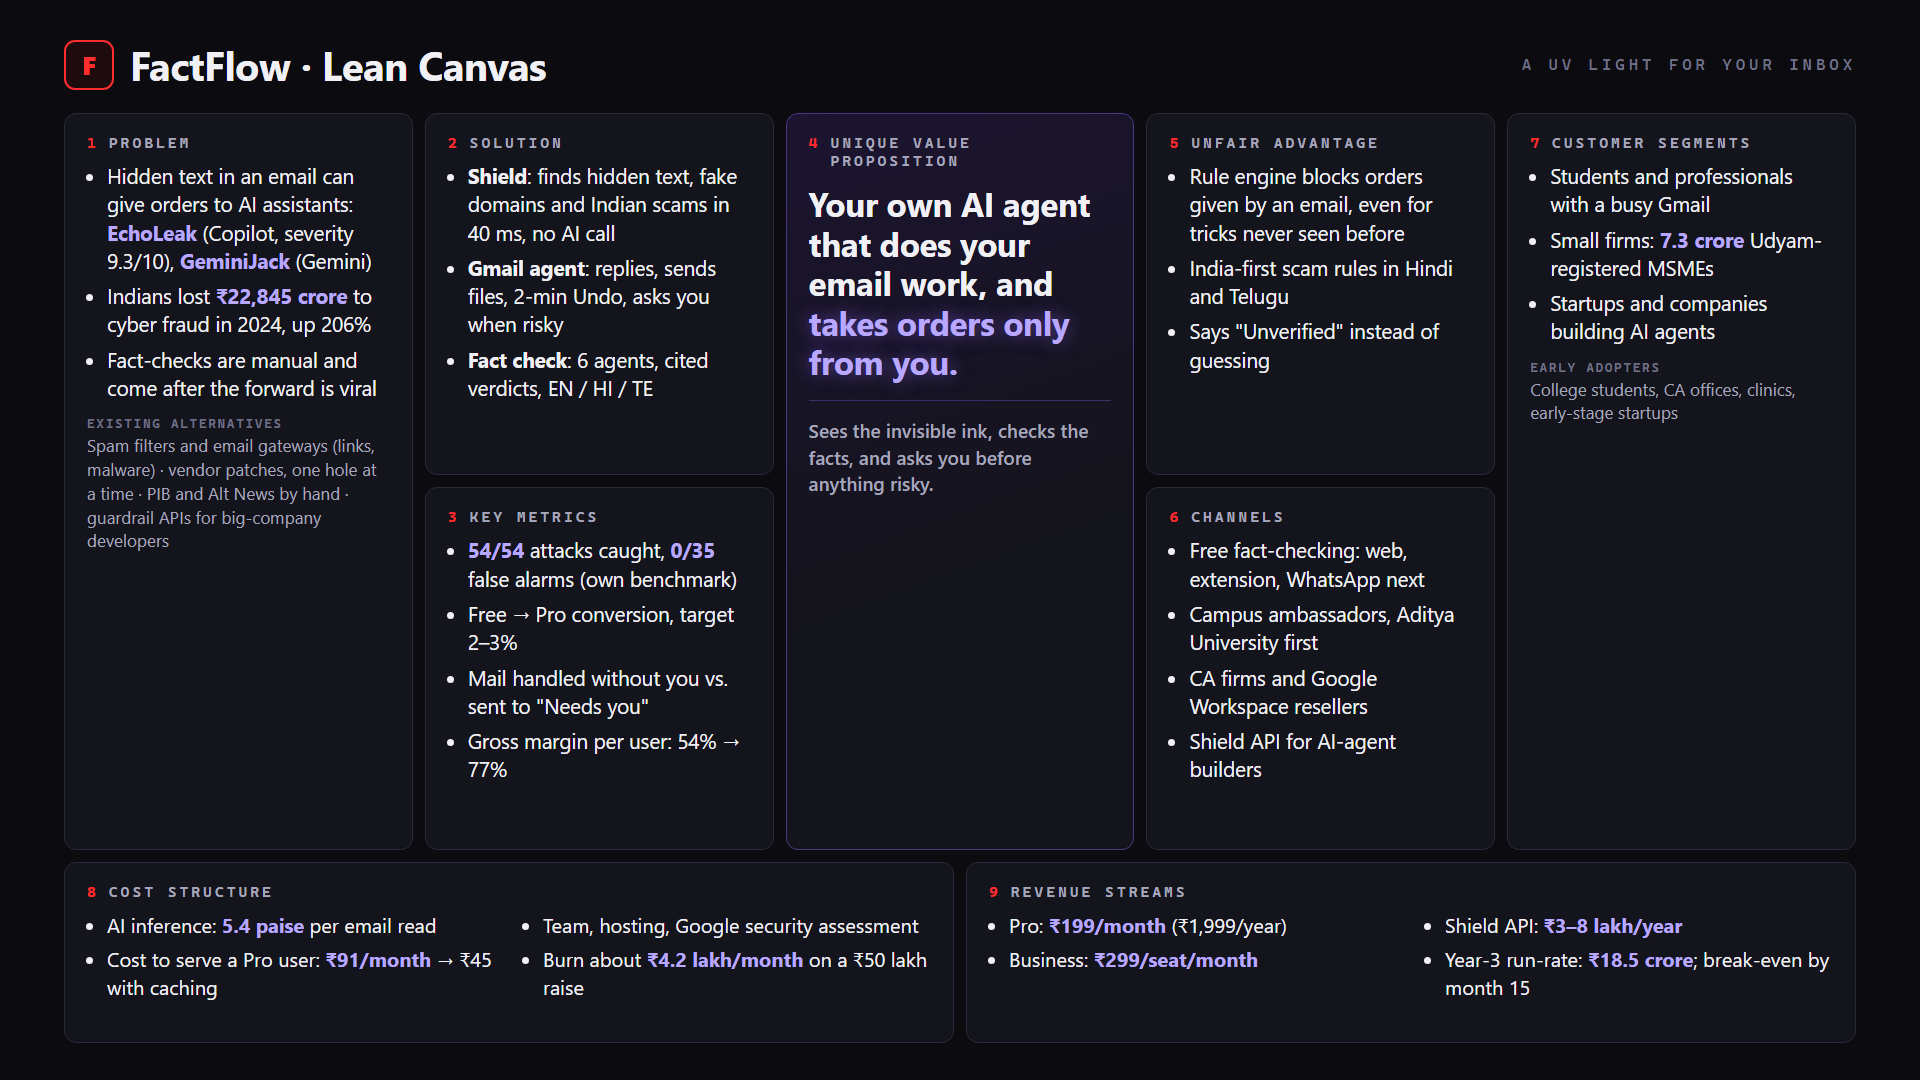 F
FactFlow · Lean Canvas
A UV LIGHT FOR YOUR INBOX
1 PROBLEM
• Hidden text in an email can
give orders to AI assistants:
EchoLeak (Copilot, severity
9.3/10), GeminiJack (Gemini)
• Indians lost ₹22,845 crore to
cyber fraud in 2024, up 206%
• Fact-checks are manual and
come after the forward is viral
EXISTING ALTERNATIVES
Spam filters and email gateways (links,
malware) · vendor patches, one hole at
a time · PIB and Alt News by hand ·
guardrail APIs for big-company
developers
2 SOLUTION
• Shield: finds hidden text, fake
domains and Indian scams in
40 ms, no AI call
• Gmail agent: replies, sends
files, 2-min Undo, asks you
when risky
• Fact check: 6 agents, cited
verdicts, EN / HI / TE
3 KEY METRICS
• 54/54 attacks caught, 0/35
false alarms (own benchmark)
• Free → Pro conversion, target
2–3%
• Mail handled without you vs.
sent to "Needs you"
• Gross margin per user: 54% →
77%
4 UNIQUE VALUE
PROPOSITION
Your own AI agent
that does your
email work, and
takes orders only
from you.
Sees the invisible ink, checks the
facts, and asks you before
anything risky.
5 UNFAIR ADVANTAGE
• Rule engine blocks orders
given by an email, even for
tricks never seen before
• India-first scam rules in Hindi
and Telugu
• Says "Unverified" instead of
guessing
6 CHANNELS
• Free fact-checking: web,
extension, WhatsApp next
• Campus ambassadors, Aditya
University first
• CA firms and Google
Workspace resellers
• Shield API for AI-agent
builders
7 CUSTOMER SEGMENTS
• Students and professionals
with a busy Gmail
• Small firms: 7.3 crore Udyam-
registered MSMEs
• Startups and companies
building AI agents
EARLY ADOPTERS
College students, CA offices, clinics,
early-stage startups
8 COST STRUCTURE
• AI inference: 5.4 paise per email read
• Cost to serve a Pro user: ₹91/month → ₹45
with caching
• Team, hosting, Google security assessment
• Burn about ₹4.2 lakh/month on a ₹50 lakh
raise
9 REVENUE STREAMS
• Pro: ₹199/month (₹1,999/year)
• Business: ₹299/seat/month
• Shield API: ₹3–8 lakh/year
• Year-3 run-rate: ₹18.5 crore; break-even by
month 15